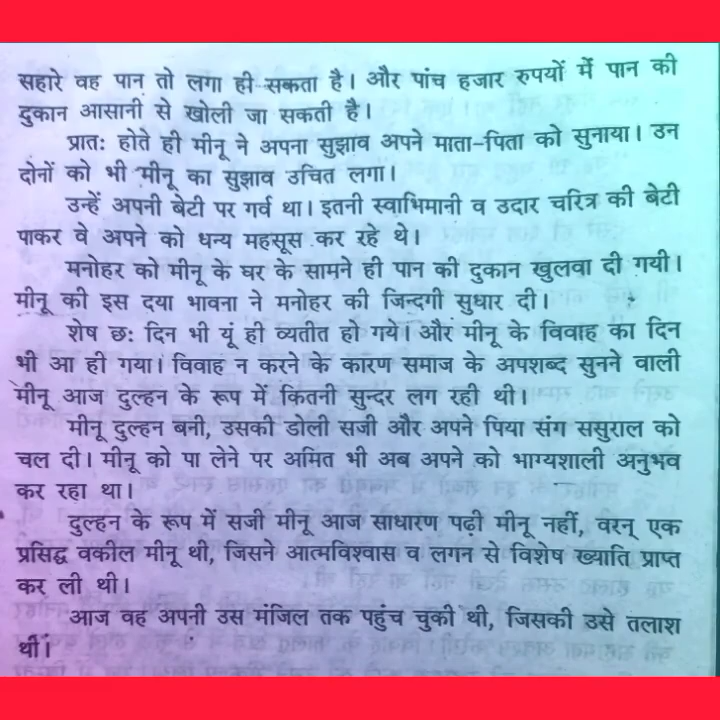 सहारे वह पान तो लगा ही सकता है। और पांच हजार रुपयों में पान की
दुकान आसानी से खोली जा सकती है।
प्रातः होते ही मीनू ने अपना सुझाव अपने माता-पिता को सुनाया। उन
दोनों को भी मीनू का सुझाव उचित लगा।
उन्हें अपनी बेटी पर गर्व था। इतनी स्वाभिमानी व उदार चरित्र की बेटी
पाकर वे अपने को धन्य महसूस कर रहे थे।
मनोहर को मीनू के घर के सामने ही पान की दुकान खुलवा दी गयी।
मीनू की इस दया भावना ने मनोहर की जिन्दगी सुधार दी।
शेष छः दिन भी यूं ही व्यतीत हो गये। और मीनू के विवाह का दिन
भी आ ही गया। विवाह न करने के कारण समाज के अपशब्द सुनने वाली
मीनू आज दुल्हन के रूप में कितनी सुन्दर लग रही थी।
मीनू दुल्हन बनी, उसकी डोली सजी और अपने पिया संग ससुराल को
चल दी। मीनू को पा लेने पर अमित भी अब अपने को भाग्यशाली अनुभव
कर रहा था।
दुल्हन के रूप में सजी मीनू आज साधारण पढ़ी मीनू नहीं, वरन् एक
प्रसिद्ध वकील मीनू थी, जिसने आत्मविश्वास व लगन से विशेष ख्याति प्राप्त
कर ली थी।
आज वह अपनी उस मंजिल तक पहुंच चुकी थी, जिसकी उसे तलाश
थी।